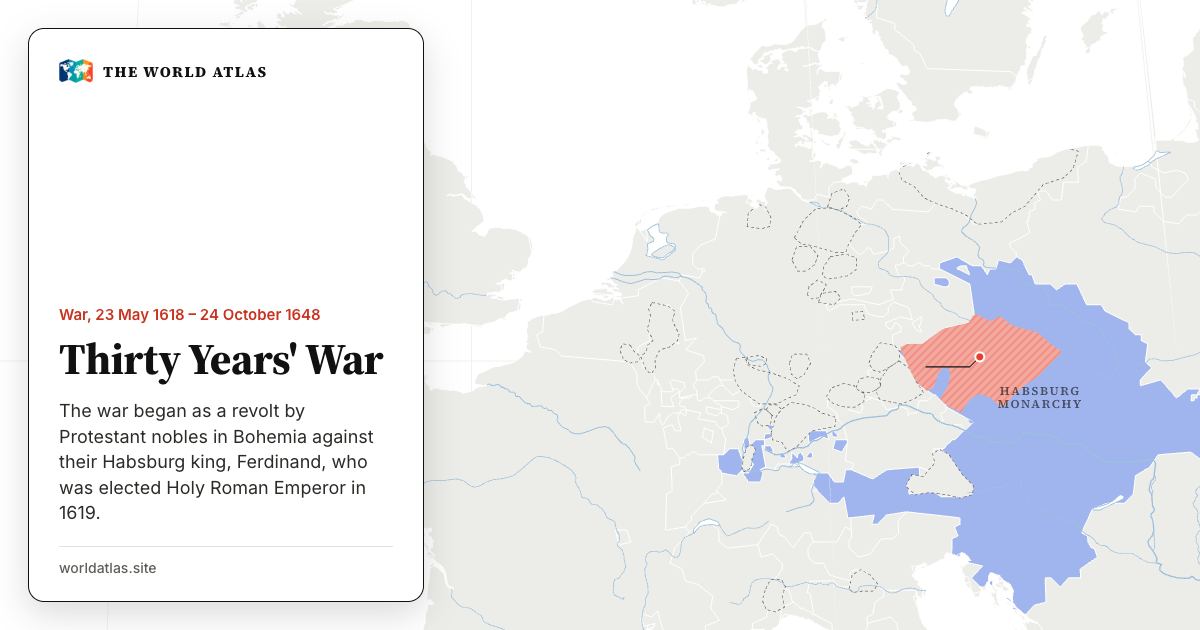 THE WORLD ATLAS
War, 23 May 1618 – 24 October 1648
Thirty Years' War
The war began as a revolt by
Protestant nobles in Bohemia against
their Habsburg king, Ferdinand, who
was elected Holy Roman Emperor in
1619.
worldatlas.site
HABSBURG
MONARCHY